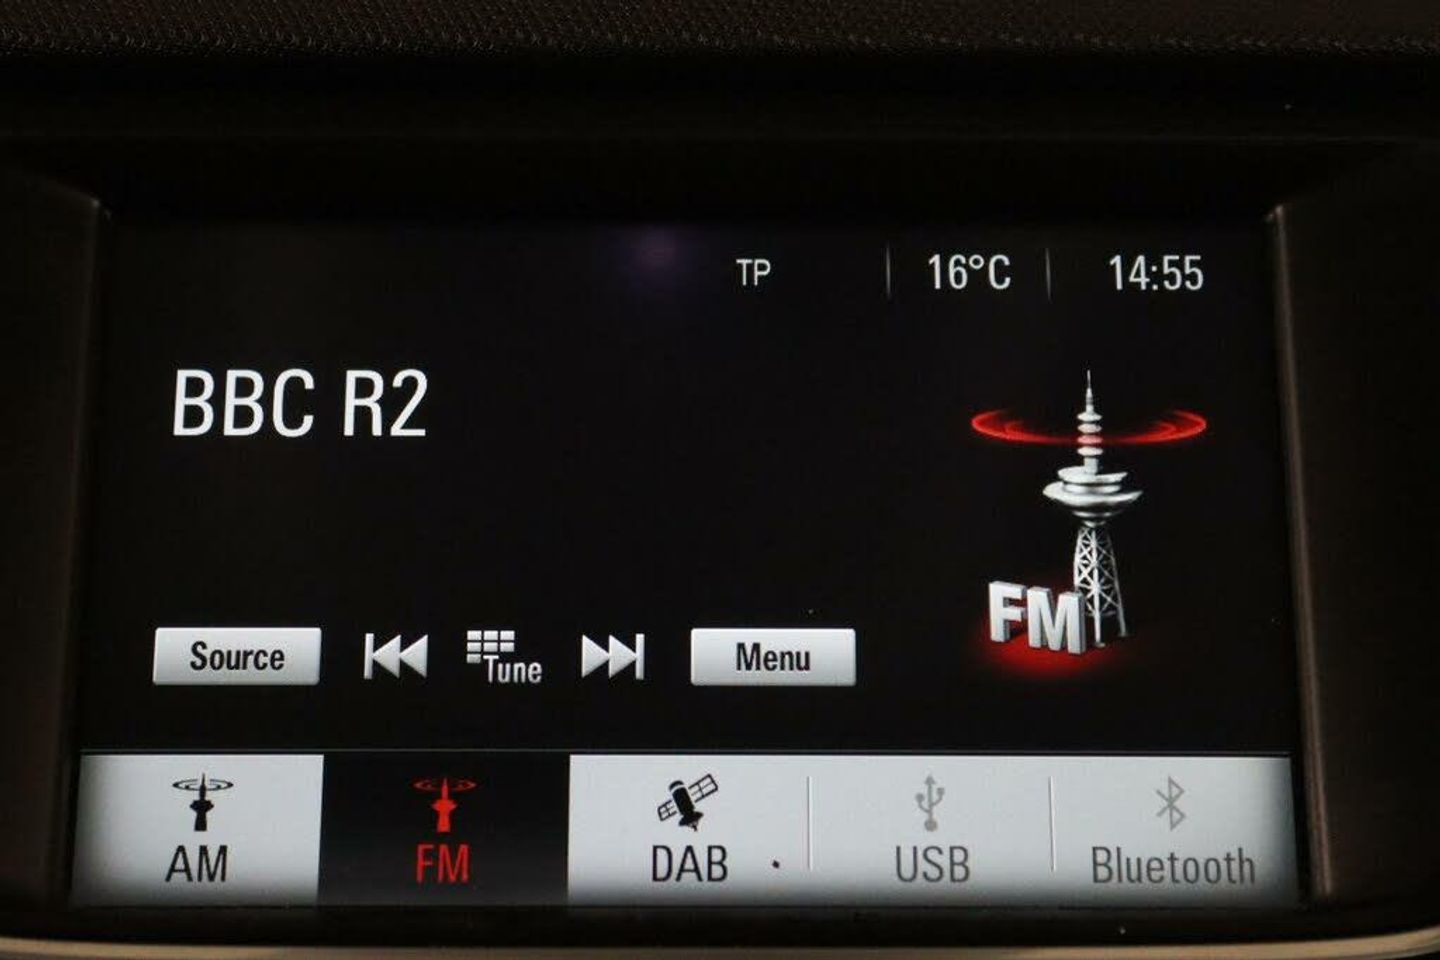 TP 16°C 14:55
BBC R2
FM
Source Tune Menu
AM FM DAB USB Bluetooth